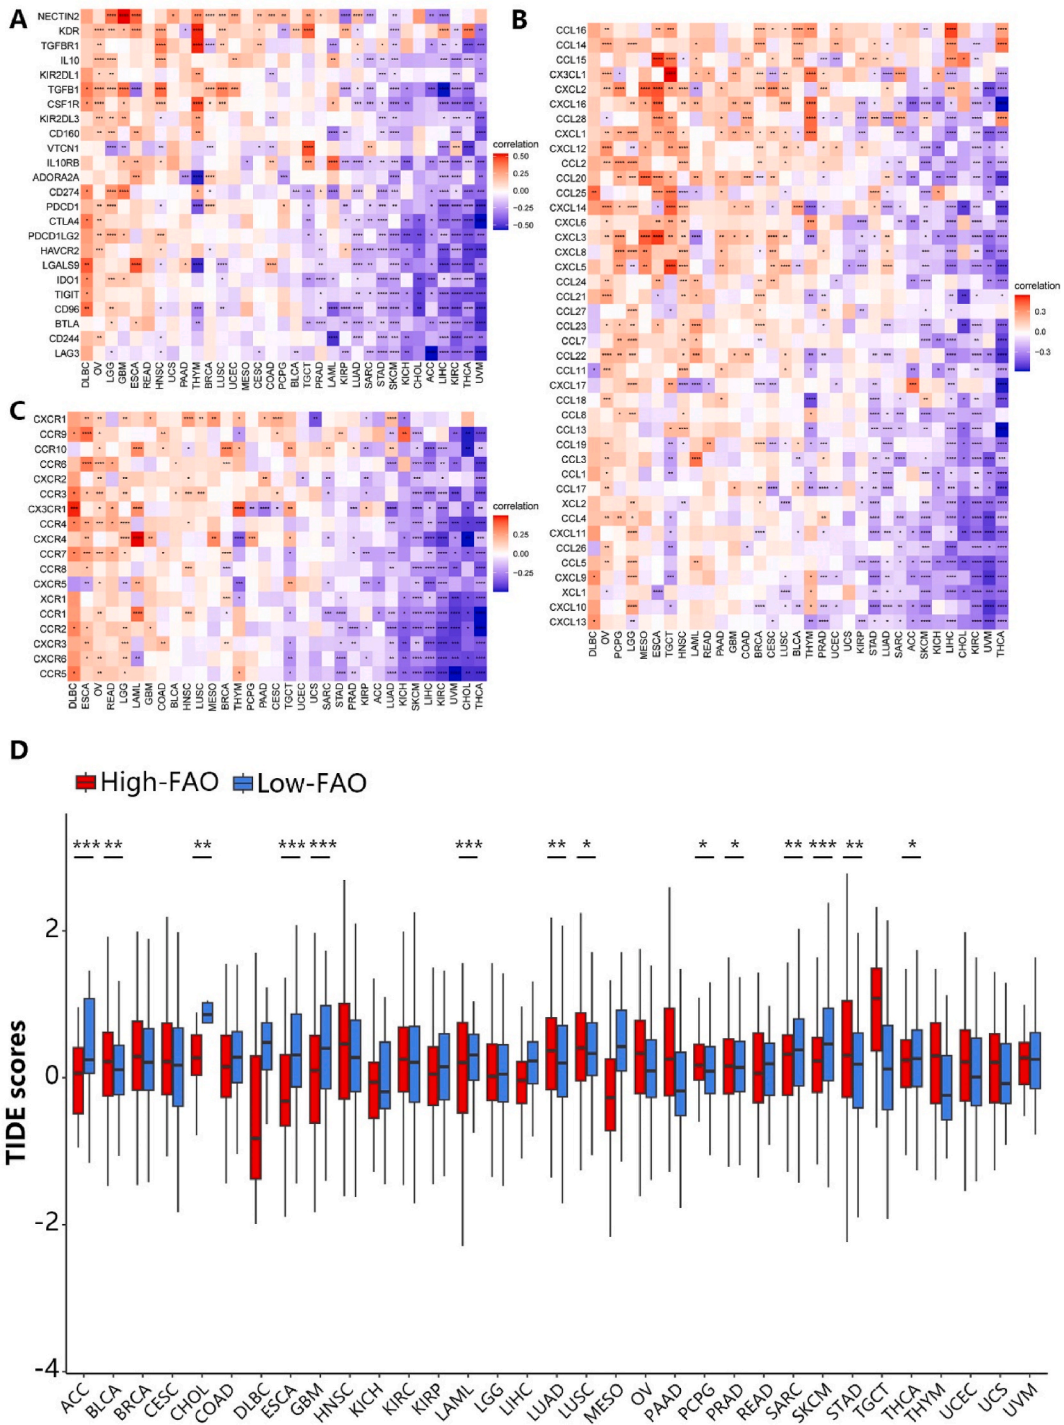 A
NECTIN2
KDR
TGFBR1
IL10
KIR2DL1
TGFB1
CSF1R
KIR2DL3
CD160
VTCN1
IL10RB
ADORA2A
CD274
PDCD1
CTLA4
PDCD1LG2
HAVCR2
LGALS9
IDO1
TIGIT
CD96
BTLA
CD244
LAG3
DLBC OV LGG GBM ESCA READ HNSC UCS PAAD THYM BRCA LUSC UCEC MESO CESC COAD PCPG BLCA TGCT PRAD LAML KIRP LUAD SARC STAD SKCM KICH CHOL ACC LIHC KIRC THCA UVM
correlation
0.50
0.25
0.00
−0.25
−0.50
B
CCL16
CCL14
CCL15
CX3CL1
CXCL2
CXCL16
CCL28
CXCL1
CXCL12
CCL2
CCL20
CCL25
CXCL14
CXCL6
CXCL3
CXCL8
CXCL5
CCL24
CCL21
CCL27
CCL23
CCL7
CCL22
CCL11
CXCL17
CCL18
CCL8
CCL13
CCL19
CCL3
CCL1
CCL17
XCL2
CCL4
CXCL11
CCL26
CCL5
CXCL9
XCL1
CXCL10
CXCL13
DLBC OV PCPG LGG MESO ESCA TGCT HNSC LAML READ PAAD GBM COAD BRCA CESC LUSC BLCA THYM PRAD UCEC UCS KIRP STAD LUAD SARC ACC SKCM KICH LIHC CHOL KIRC UVM THCA
correlation
0.3
0.0
−0.3
C
CXCR1
CCR9
CCR10
CCR6
CXCR2
CCR3
CX3CR1
CCR4
CXCR4
CCR7
CCR8
CXCR5
XCR1
CCR1
CCR2
CXCR3
CXCR6
CCR5
DLBC ESCA OV READ LGG LAML GBM COAD BLCA HNSC LUSC MESO BRCA THYM PCPG PAAD CESC TGCT UCEC UCS SARC STAD PRAD KIRP ACC LUAD KICH SKCM LIHC KIRC UVM CHOL THCA
correlation
0.25
0.00
−0.25
D
High-FAO Low-FAO
*** ** ** *** *** *** ** * * * ** *** ** *
TIDE scores
2
0
-2
-4
ACC BLCA BRCA CESC CHOL COAD DLBC ESCA GBM HNSC KICH KIRC KIRP LAML LGG LIHC LUAD LUSC MESO OV PAAD PCPG PRAD READ SARC SKCM STAD TGCT THCA THYM UCEC UCS UVM